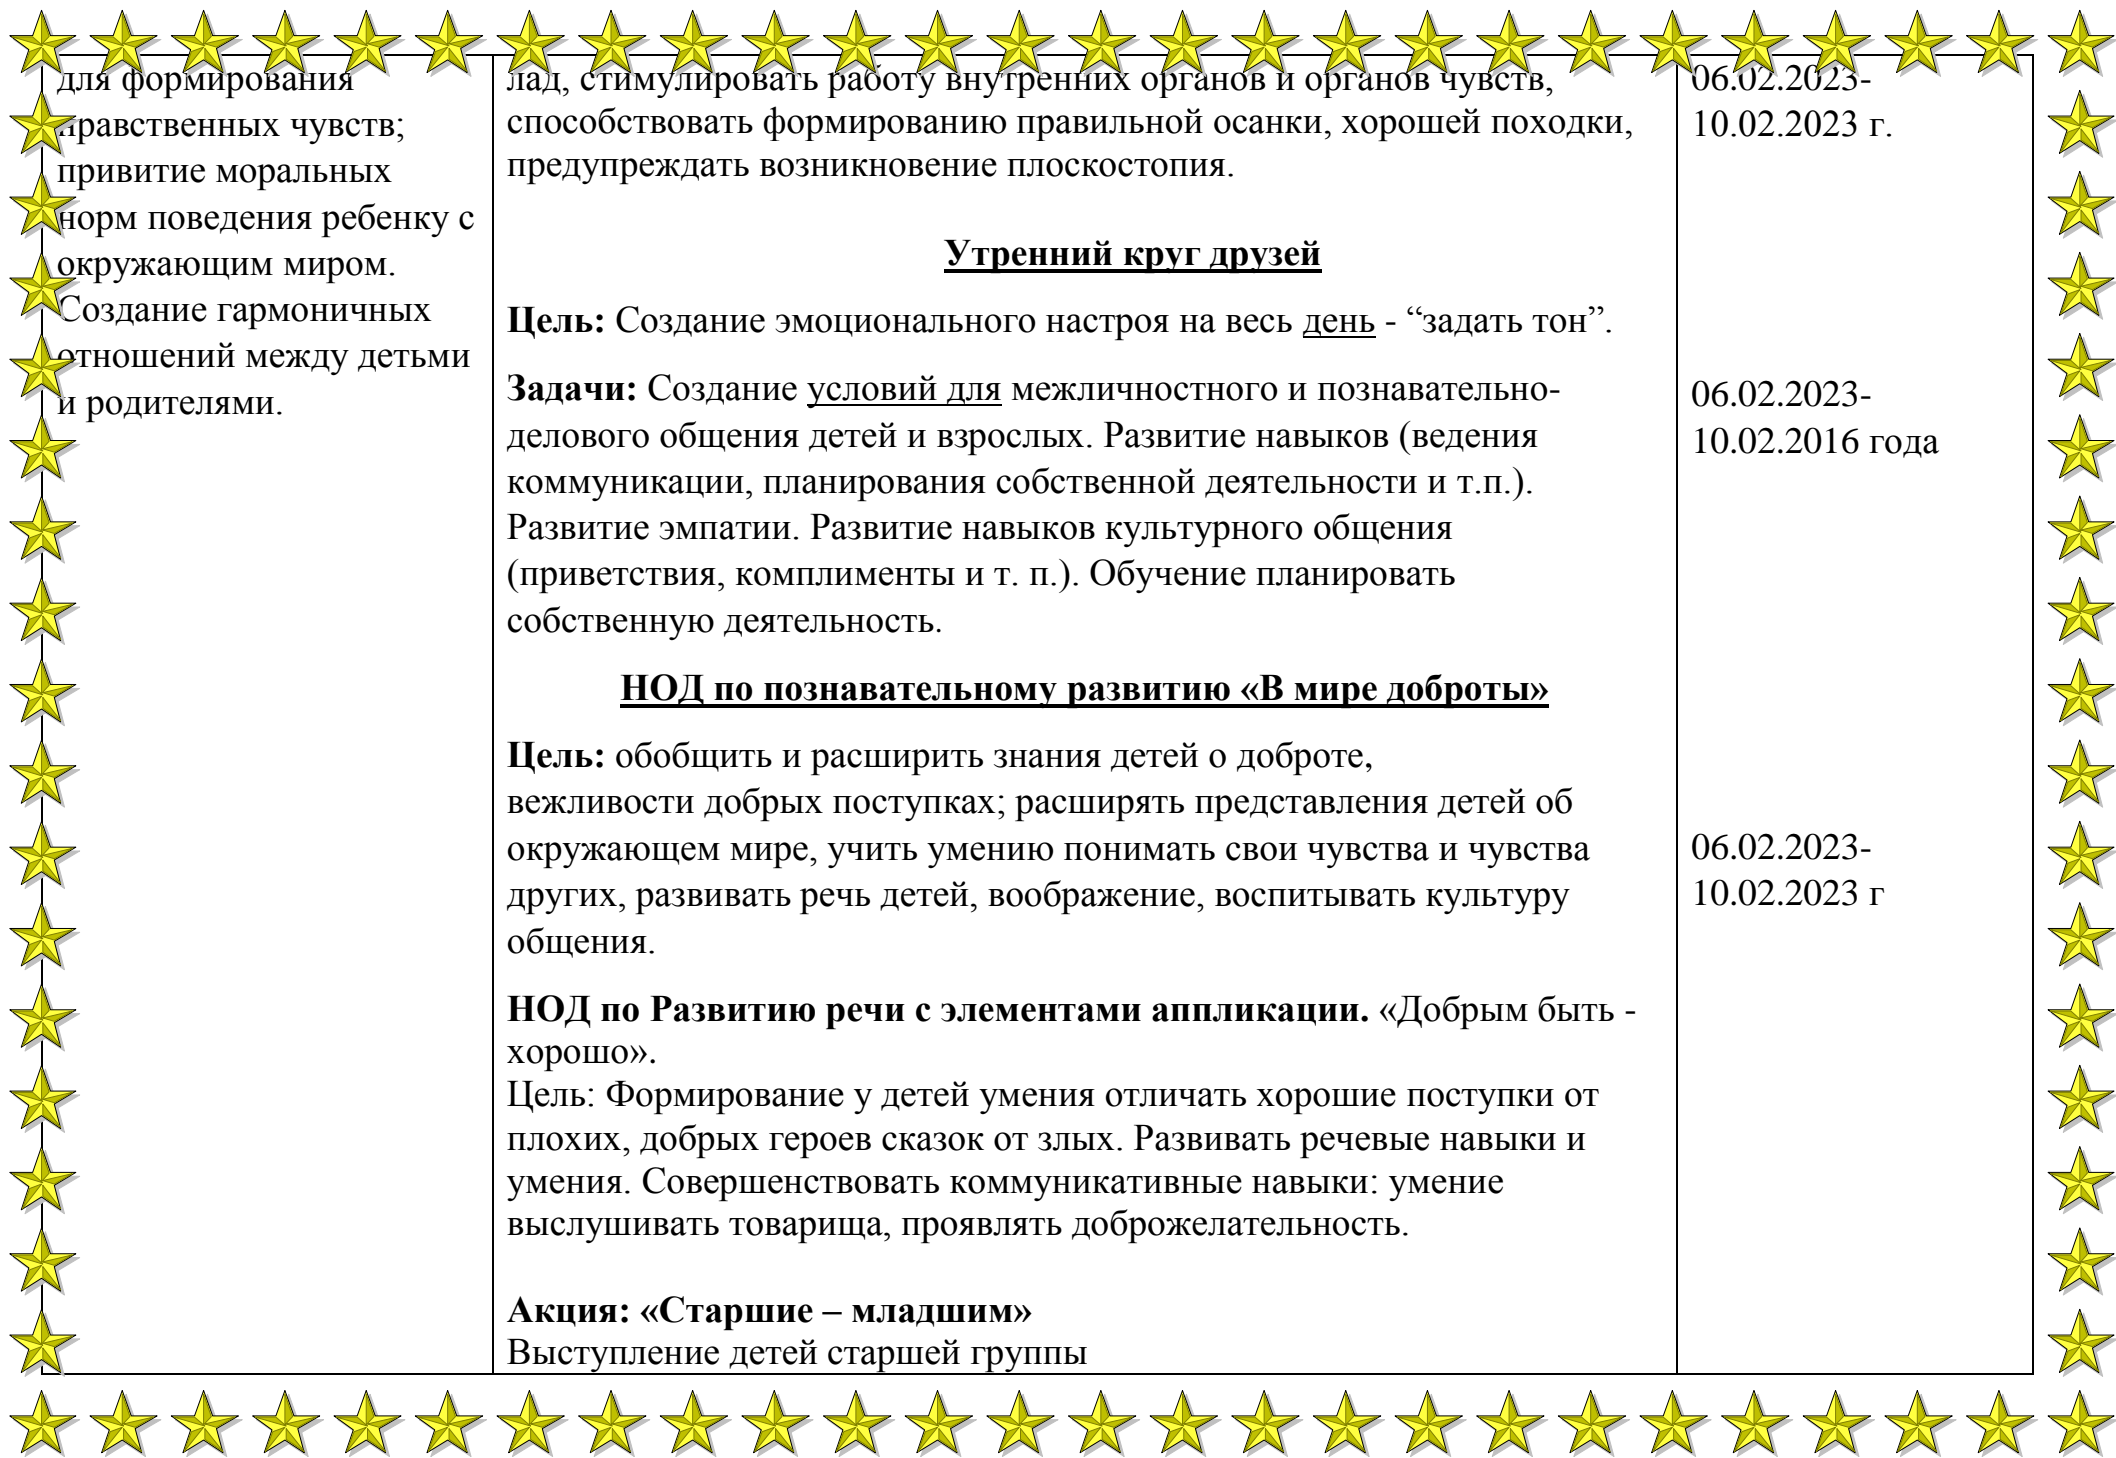 для формирования
нравственных чувств;
привитие моральных
норм поведения ребенку с
окружающим миром.
Создание гармоничных
отношений между детьми
и родителями.
лад, стимулировать работу внутренних органов и органов чувств,
способствовать формированию правильной осанки, хорошей походки,
предупреждать возникновение плоскостопия.
Утренний круг друзей
Цель: Создание эмоционального настроя на весь день - “задать тон”.
Задачи: Создание условий для межличностного и познавательно-
делового общения детей и взрослых. Развитие навыков (ведения
коммуникации, планирования собственной деятельности и т.п.).
Развитие эмпатии. Развитие навыков культурного общения
(приветствия, комплименты и т. п.). Обучение планировать
собственную деятельность.
НОД по познавательному развитию «В мире доброты»
Цель: обобщить и расширить знания детей о доброте,
вежливости добрых поступках; расширять представления детей об
окружающем мире, учить умению понимать свои чувства и чувства
других, развивать речь детей, воображение, воспитывать культуру
общения.
НОД по Развитию речи с элементами аппликации. «Добрым быть -
хорошо».
Цель: Формирование у детей умения отличать хорошие поступки от
плохих, добрых героев сказок от злых. Развивать речевые навыки и
умения. Совершенствовать коммуникативные навыки: умение
выслушивать товарища, проявлять доброжелательность.
Акция: «Старшие – младшим»
Выступление детей старшей группы
06.02.2023-
10.02.2023 г.
06.02.2023-
10.02.2016 года
06.02.2023-
10.02.2023 г